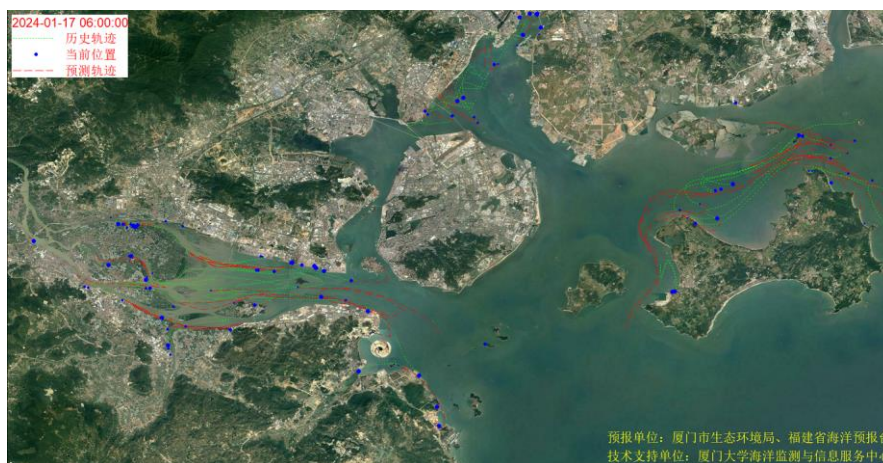 2024-01-17 06:00:00
历史轨迹
当前位置
预测轨迹
预报单位：厦门市生态环境局、福建省海洋预报台
技术支持单位：厦门大学海洋监测与信息服务中心